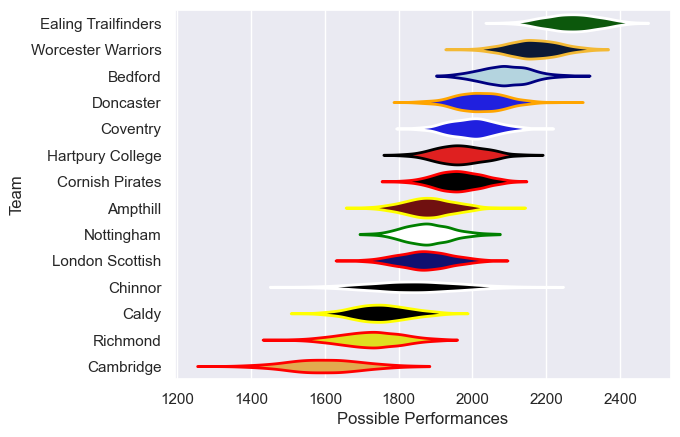 Ealing Trailfinders
Worcester Warriors
Bedford
Doncaster
Coventry
Hartpury College
Cornish Pirates
Ampthill
Nottingham
London Scottish
Chinnor
Caldy
Richmond
Cambridge
Team
1200 1400 1600 1800 2000 2200 2400
Possible Performances